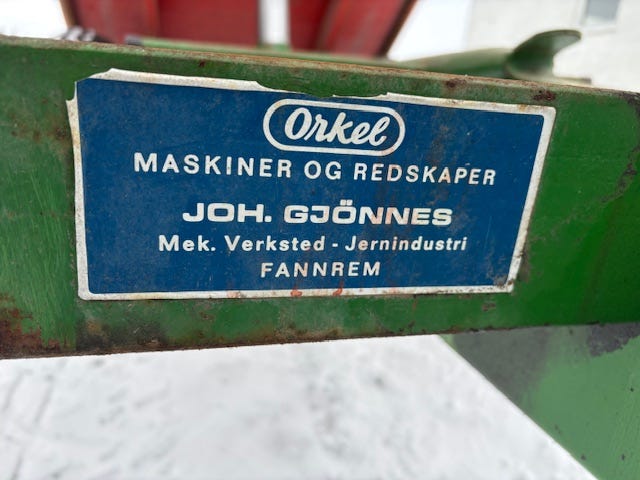 Orkel
MASKINER OG REDSKAPER
JOH. GJÖNNES
Mek. Verksted - Jernindustri
FANNREM